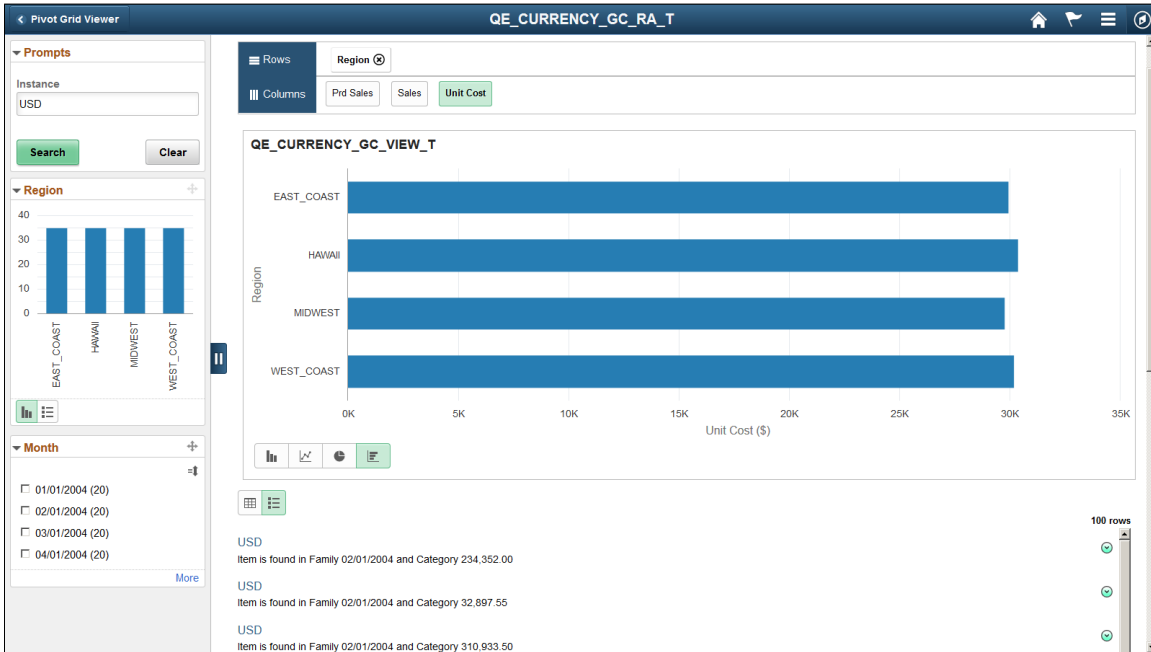 Pivot Grid Viewer
QE_CURRENCY_GC_RA_T
Prompts
Instance
USD
Search
Clear
Region
40
30
20
10
0
EAST_COAST
HAWAII
MIDWEST
WEST_COAST
Month
01/01/2004 (20)
02/01/2004 (20)
03/01/2004 (20)
04/01/2004 (20)
More
Rows
Region
Columns
Prd Sales
Sales
Unit Cost
QE_CURRENCY_GC_VIEW_T
Region
EAST_COAST
HAWAII
MIDWEST
WEST_COAST
0K 5K 10K 15K 20K 25K 30K 35K
Unit Cost ($)
100 rows
USD
Item is found in Family 02/01/2004 and Category 234,352.00
USD
Item is found in Family 02/01/2004 and Category 32,897.55
USD
Item is found in Family 02/01/2004 and Category 310,933.50